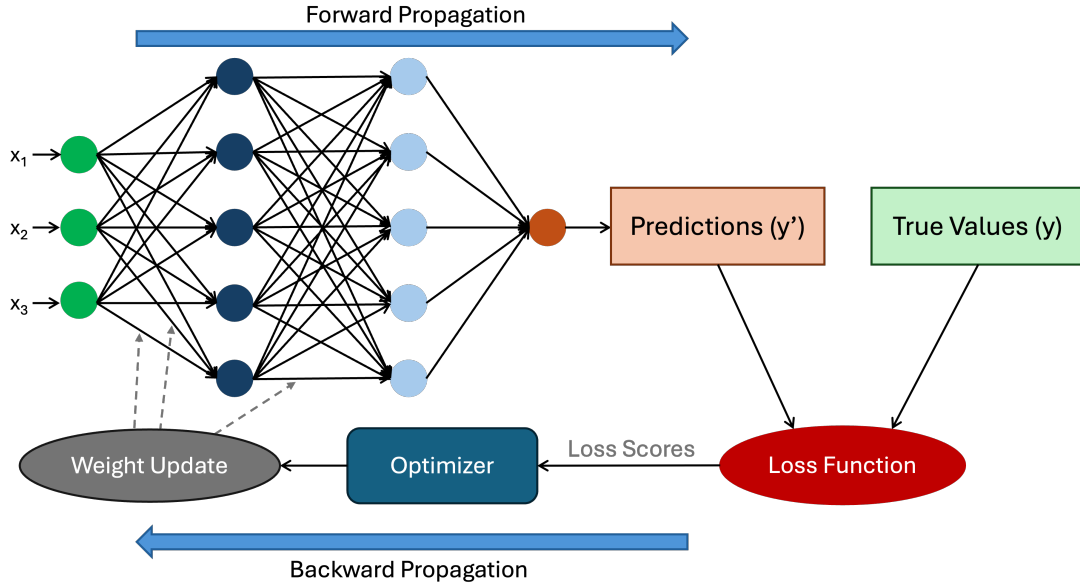 Forward Propagation
x₁
x₂
x₃
Predictions (y’)
True Values (y)
Weight Update
Optimizer
Loss Scores
Loss Function
Backward Propagation